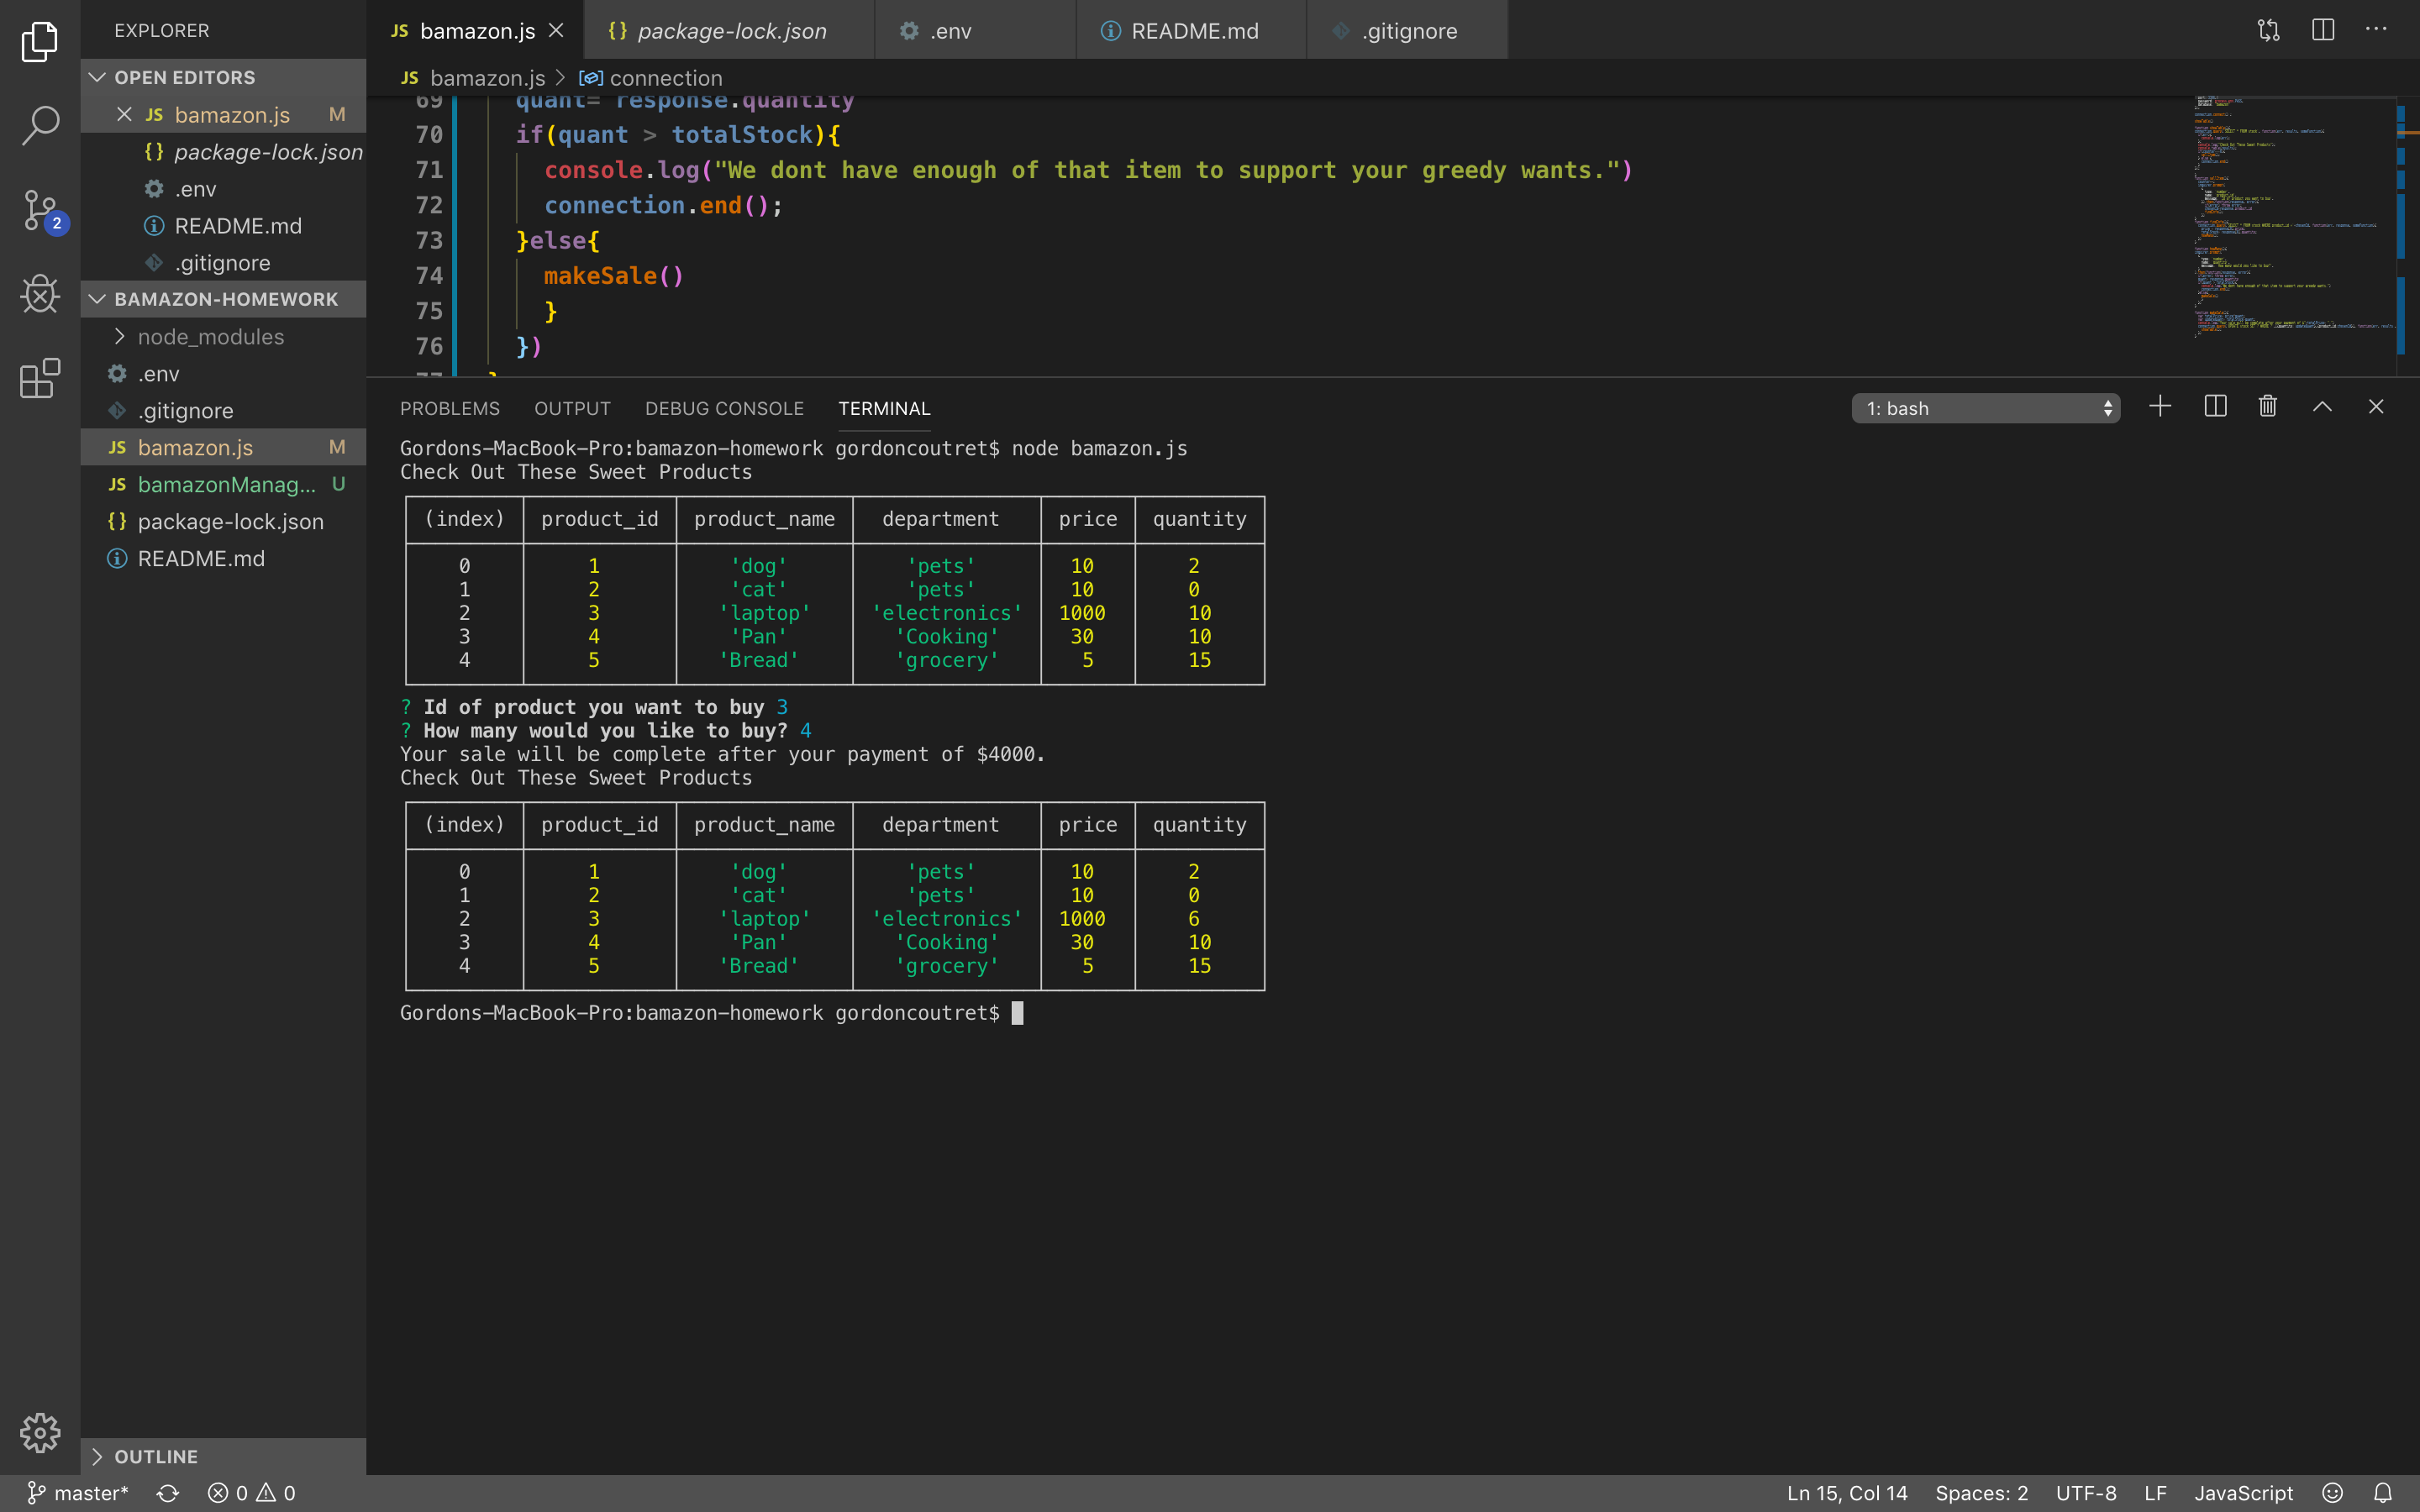 EXPLORER
OPEN EDITORS
JS bamazon.js M
{} package-lock.json
.env
README.md
.gitignore
BAMAZON-HOMEWORK
node_modules
.env
.gitignore
JS bamazon.js M
JS bamazonManag... U
{} package-lock.json
README.md
OUTLINE
2
JS bamazon.js
{} package-lock.json
.env
README.md
.gitignore
JS bamazon.js > connection
69 quant= response.quantity
70 if(quant > totalStock){
71 console.log("We dont have enough of that item to support your greedy wants.")
72 connection.end();
73 }else{
74 makeSale()
75 }
76 })
77 }
PROBLEMS OUTPUT DEBUG CONSOLE TERMINAL 1: bash
Gordons-MacBook-Pro:bamazon-homework gordoncoutret$ node bamazon.js
Check Out These Sweet Products
(index) product_id product_name department price quantity
0 1 'dog' 'pets' 10 2
1 2 'cat' 'pets' 10 0
2 3 'laptop' 'electronics' 1000 10
3 4 'Pan' 'Cooking' 30 10
4 5 'Bread' 'grocery' 5 15
? Id of product you want to buy 3
? How many would you like to buy? 4
Your sale will be complete after your payment of $4000.
Check Out These Sweet Products
(index) product_id product_name department price quantity
0 1 'dog' 'pets' 10 2
1 2 'cat' 'pets' 10 0
2 3 'laptop' 'electronics' 1000 6
3 4 'Pan' 'Cooking' 30 10
4 5 'Bread' 'grocery' 5 15
Gordons-MacBook-Pro:bamazon-homework gordoncoutret$
master* 0 0 Ln 15, Col 14 Spaces: 2 UTF-8 LF JavaScript